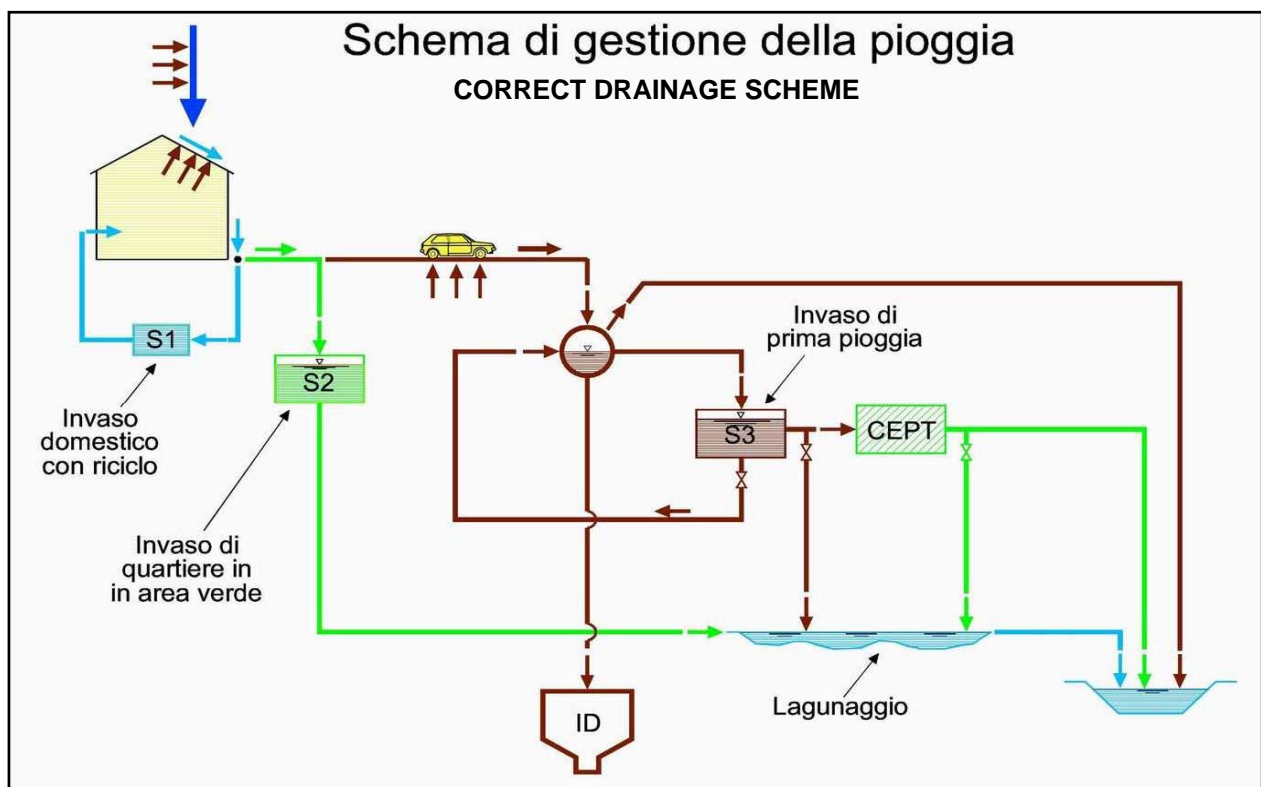 Schema di gestione della pioggia
CORRECT DRAINAGE SCHEME
S1
Invaso
domestico
con riciclo
S2
Invaso di
quartiere in
in area verde
Invaso di
prima pioggia
S3
CEPT
Lagunaggio
ID